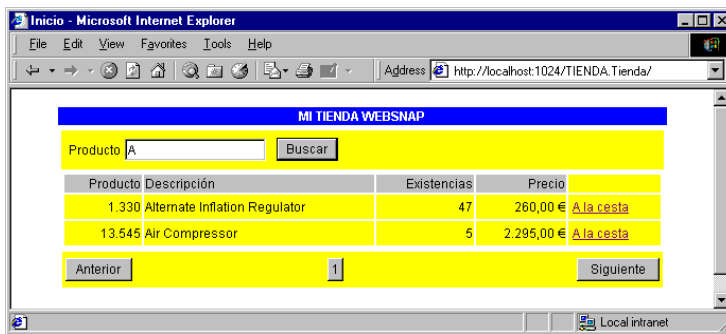 Inicio - Microsoft Internet Explorer
File Edit View Favorites Tools Help
Address http://localhost:1024/TIENDA.Tienda/
MI TIENDA WEBSNAP
Producto A Buscar
Producto Descripción Existencias Precio
1.330 Alternate Inflation Regulator 47 260,00 € A la cesta
13.545 Air Compressor 5 2.295,00 € A la cesta
Anterior 1 Siguiente
Local intranet